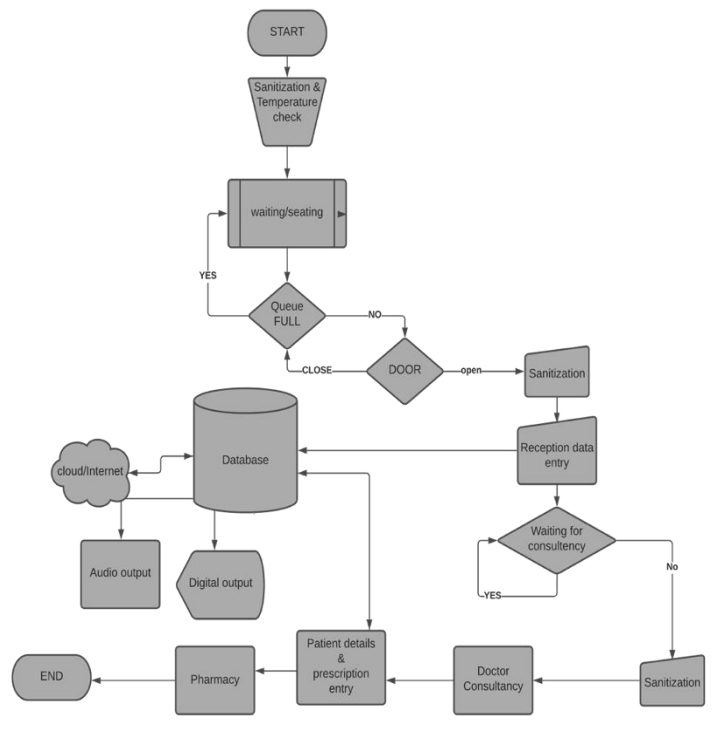 START
Sanitization &
Temperature
check
waiting/seating
YES
Queue
FULL
NO
DOOR
CLOSE
open
Sanitization
Reception data
entry
Database
cloud/Internet
Waiting for
consultency
YES
No
Audio output
Digital output
Sanitization
Doctor
Consultancy
Patient details
&
prescription
entry
Pharmacy
END